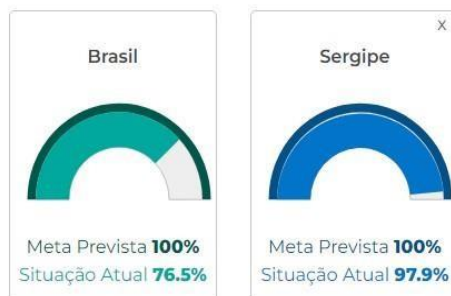 Brasil
Meta Prevista 100%
Situação Atual 76.5%
X
Sergipe
Meta Prevista 100%
Situação Atual 97.9%